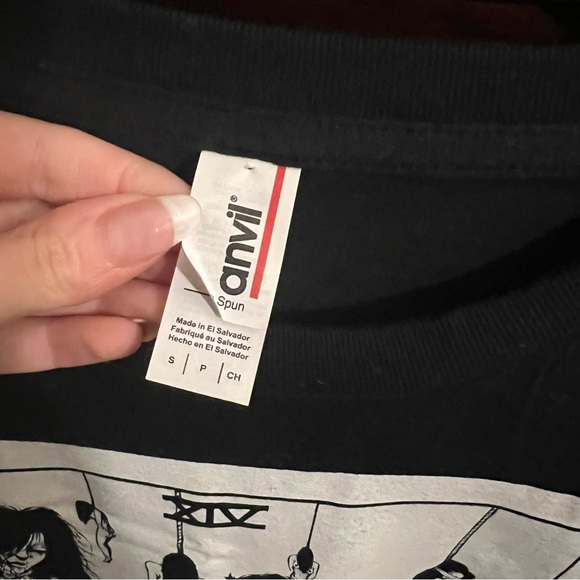 anvil®
Spun
Made in El Salvador
Fabriqué au Salvador
Hecho en El Salvador
S | P | CH
XIV